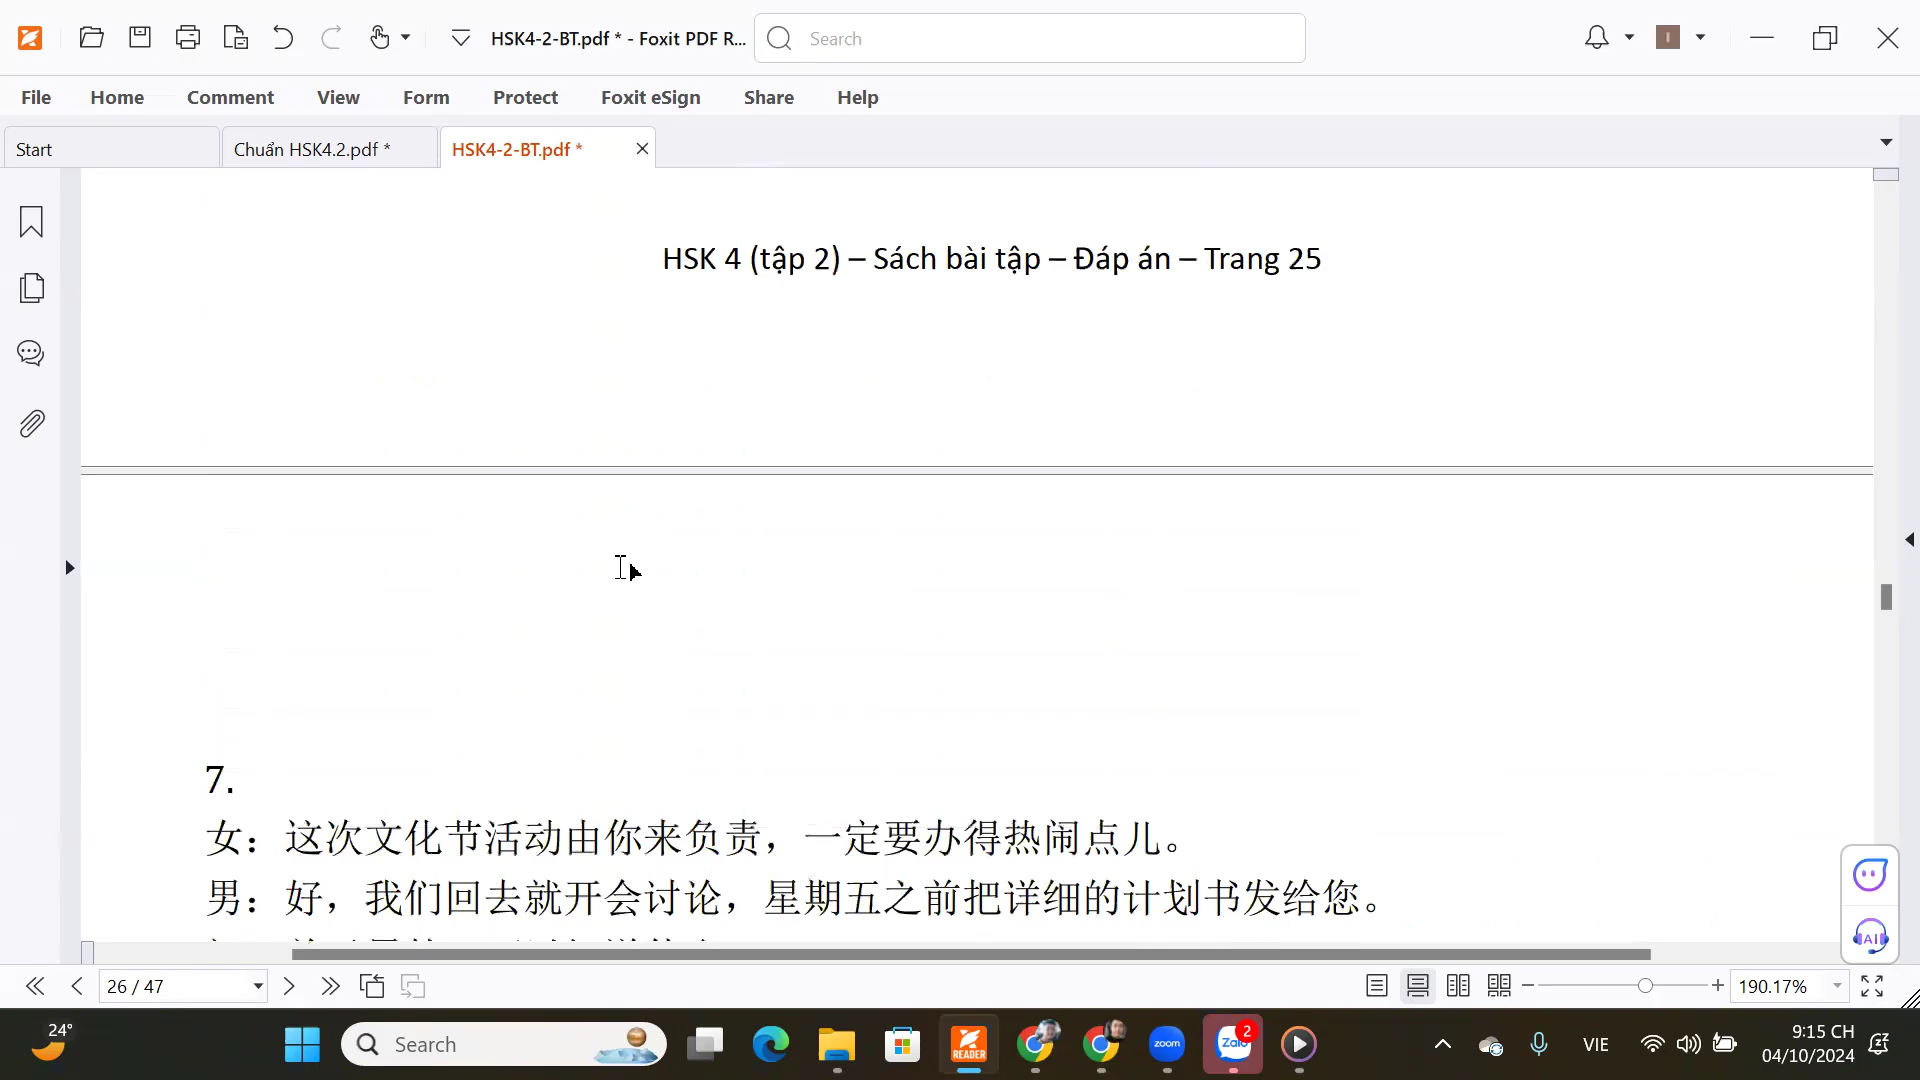 HSK4-2-BT.pdf * - Foxit PDF R...
Search
File
Home
Comment
View
Form
Protect
Foxit eSign
Share
Help
Start
Chuẩn HSK4.2.pdf *
HSK4-2-BT.pdf *
HSK 4 (tập 2) – Sách bài tập – Đáp án – Trang 25
7.
女：这次文化节活动由你来负责，一定要办得热闹点儿。
男：好，我们回去就开会讨论，星期五之前把详细的计划书发给您。
AI
26 / 47
190.17%
24°
Search
READER
zoom
Zalo
2
VIE
9:15 CH
04/10/2024